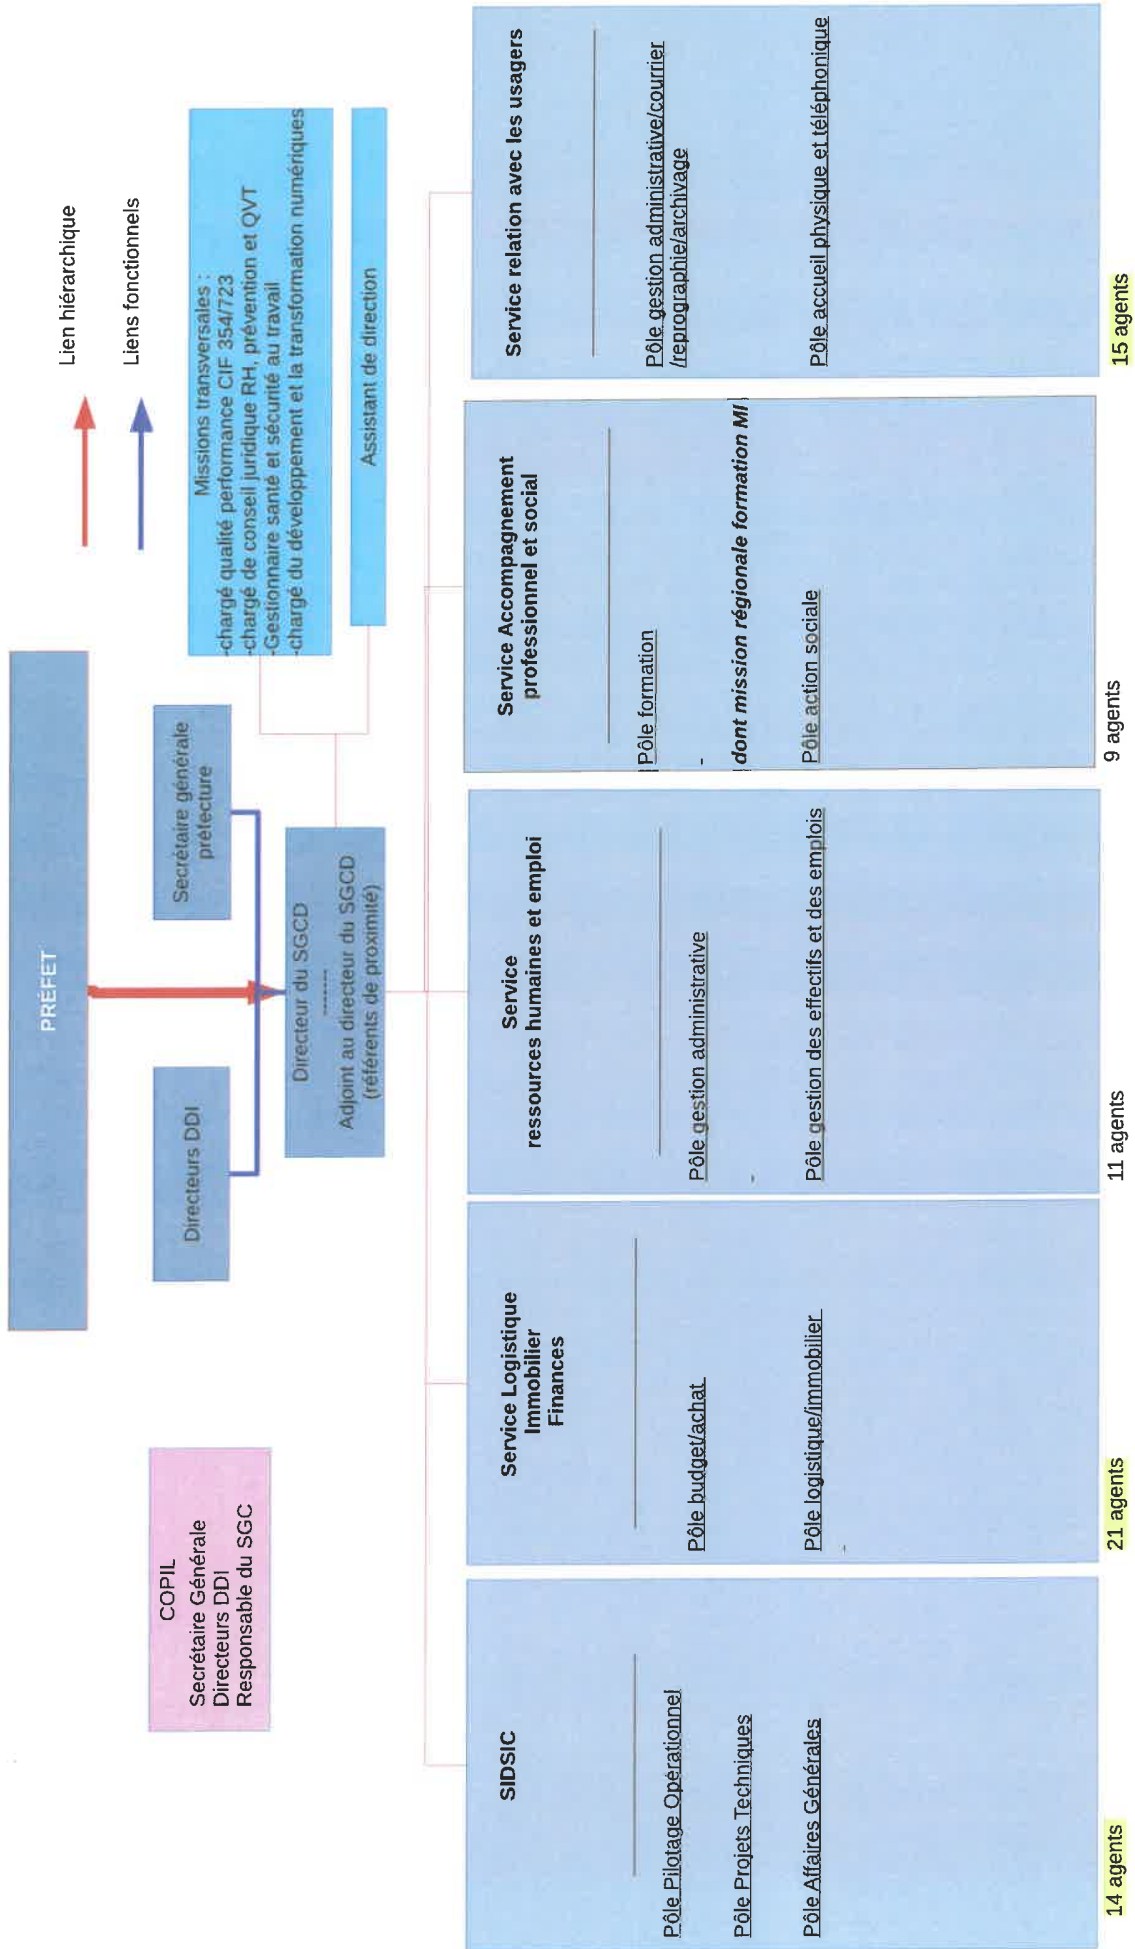 PRÉFET
Lien hiérarchique
Liens fonctionnels
COPIL
Secrétaire Générale
Directeurs DDI
Responsable du SGC
Directeurs DDI
Secrétaire générale
préfecture
Missions transversales :
-chargé qualité performance CIF 354/723
-chargé de conseil juridique RH, prévention et QVT
-Gestionnaire santé et sécurité au travail
-chargé du développement et la transformation numériques
Directeur du SGCD
-------
Adjoint au directeur du SGCD
(référents de proximité)
Assistant de direction
SIDSIC
Pôle Pilotage Opérationnel
Pôle Projets Techniques
Pôle Affaires Générales
14 agents
Service Logistique
Immobilier
Finances
Pôle budget/achat
Pôle logistique/immobilier
-
21 agents
Service
ressources humaines et emploi
Pôle gestion administrative
-
Pôle gestion des effectifs et des emplois
11 agents
Service Accompagnement
professionnel et social
Pôle formation
-
dont mission régionale formation MI
Pôle action sociale
9 agents
Service relation avec les usagers
Pôle gestion administrative/courrier
/reprographie/archivage
Pôle accueil physique et téléphonique
15 agents